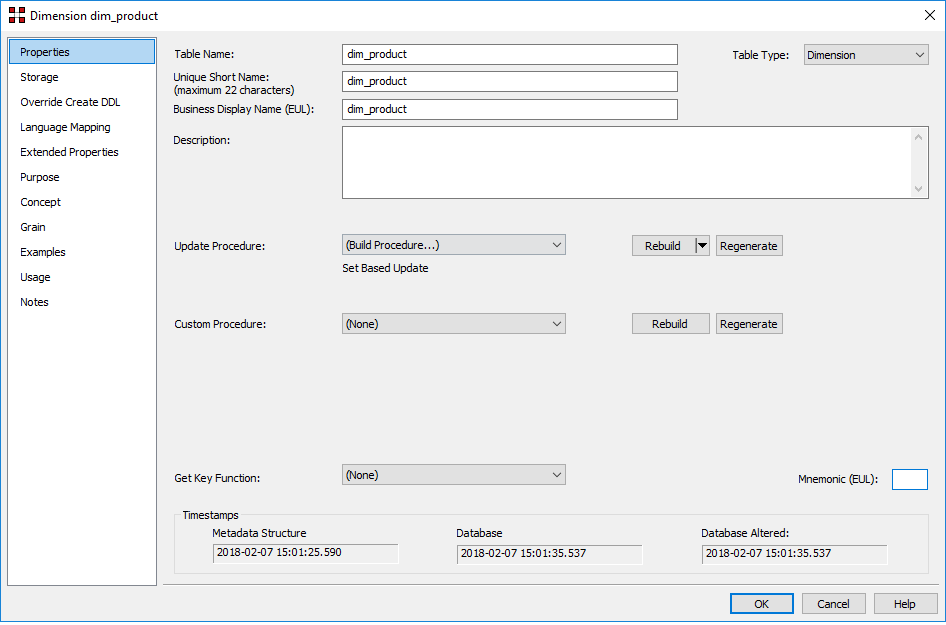 Dimension dim_product
Properties
Storage
Override Create DDL
Language Mapping
Extended Properties
Purpose
Concept
Grain
Examples
Usage
Notes
Table Name: dim_product Table Type: Dimension
Unique Short Name: dim_product
(maximum 22 characters)
Business Display Name (EUL): dim_product
Description:
Update Procedure: (Build Procedure...) Rebuild Regenerate
Set Based Update
Custom Procedure: (None) Rebuild Regenerate
Get Key Function: (None) Mnemonic (EUL):
Timestamps
Metadata Structure Database Database Altered:
2018-02-07 15:01:25.590 2018-02-07 15:01:35.537 2018-02-07 15:01:35.537
OK Cancel Help